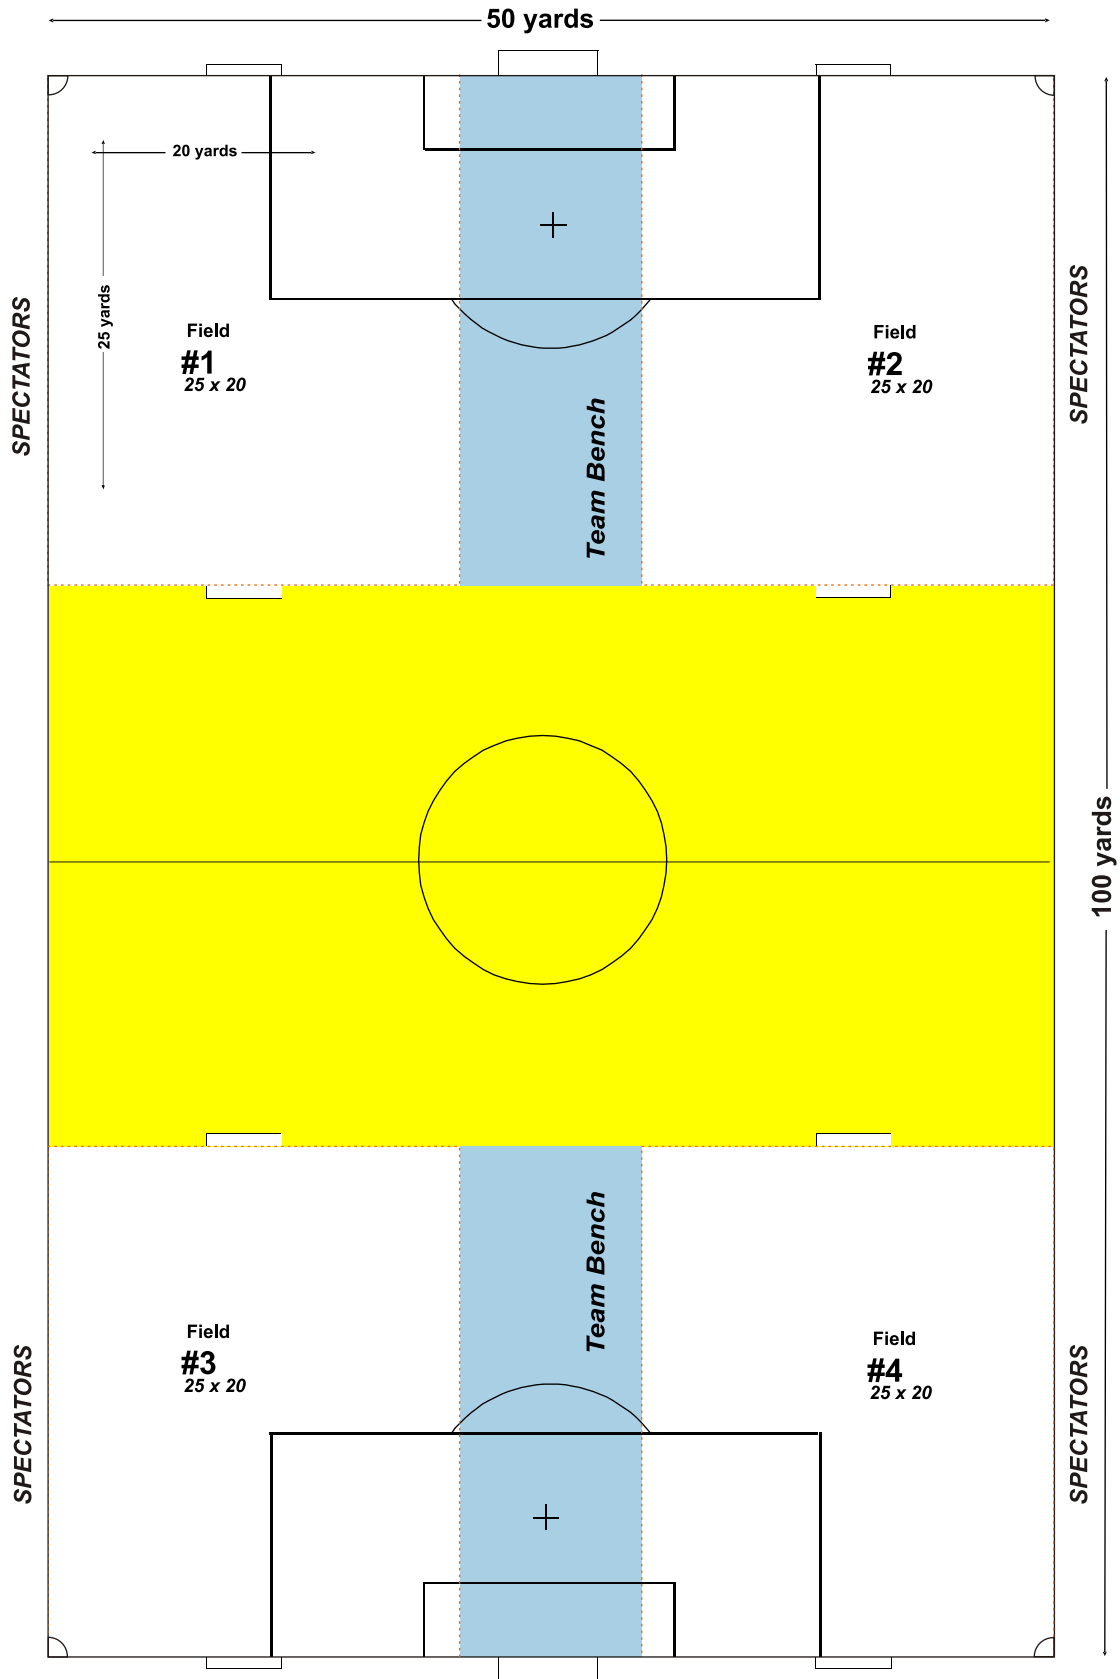 50 yards
20 yards
25 yards
SPECTATORS
SPECTATORS
Field
#1
25 x 20
Field
#2
25 x 20
Team Bench
100 yards
Team Bench
Field
#3
25 x 20
Field
#4
25 x 20
SPECTATORS
SPECTATORS